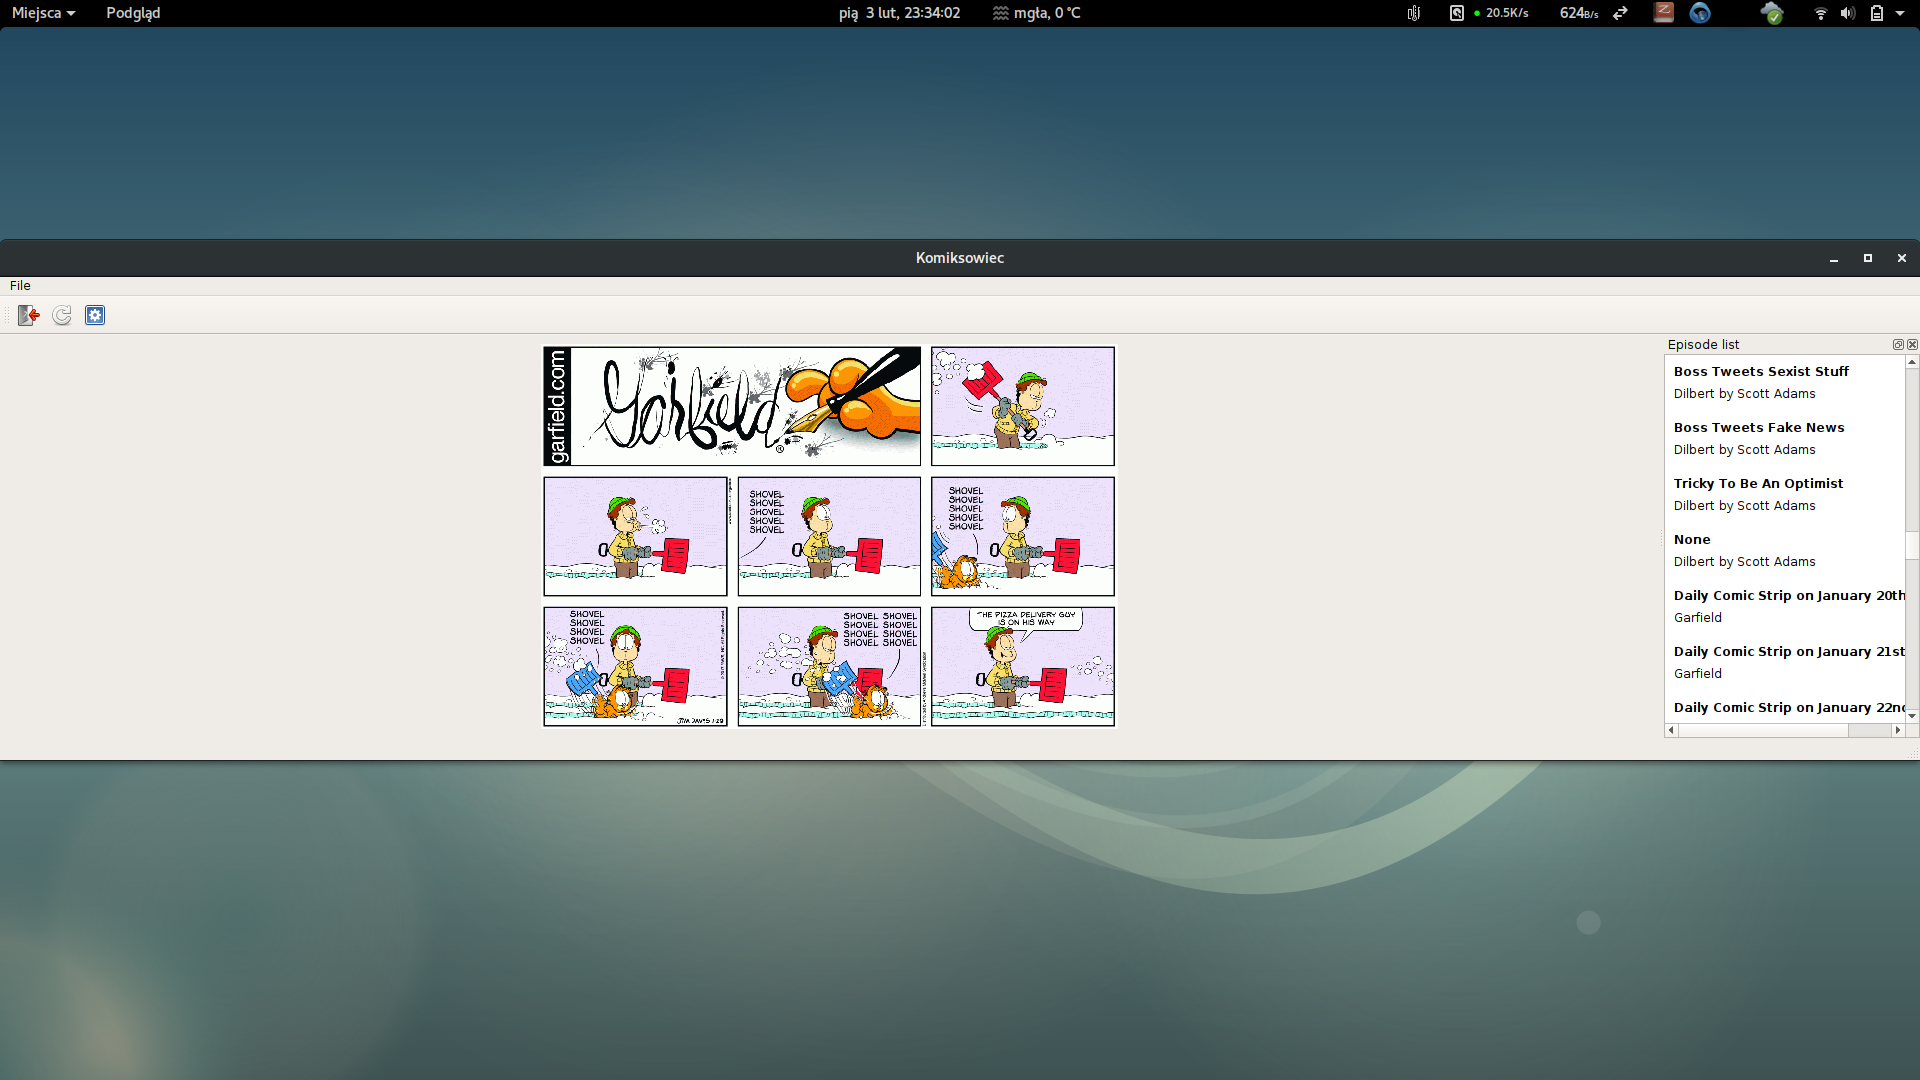 Miejsca
Podgląd
pią 3 lut, 23:34:02
mgła, 0 °C
20.5K/s
624B/s
Komiksowiec
File
garfield.com
Garfield
®
SHOVEL
SHOVEL
SHOVEL
SHOVEL
SHOVEL
SHOVEL
SHOVEL
SHOVEL
SHOVEL
SHOVEL
SHOVEL
SHOVEL
SHOVEL
SHOVEL
JIM DAVIS 1·29
SHOVEL SHOVEL
SHOVEL SHOVEL
SHOVEL SHOVEL
SHOVEL SHOVEL
THE PIZZA DELIVERY GUY
IS ON HIS WAY
Episode list
Boss Tweets Sexist Stuff
Dilbert by Scott Adams
Boss Tweets Fake News
Dilbert by Scott Adams
Tricky To Be An Optimist
Dilbert by Scott Adams
None
Dilbert by Scott Adams
Daily Comic Strip on January 20th
Garfield
Daily Comic Strip on January 21st
Garfield
Daily Comic Strip on January 22nd